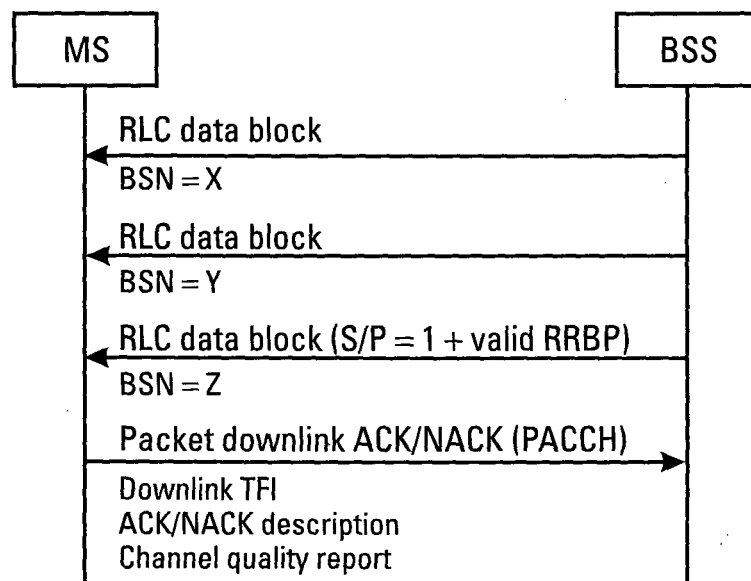 MS
BSS
RLC data block
BSN = X
RLC data block
BSN = Y
RLC data block (S/P = 1 + valid RRBP)
BSN = Z
Packet downlink ACK/NACK (PACCH)
Downlink TFI
ACK/NACK description
Channel quality report